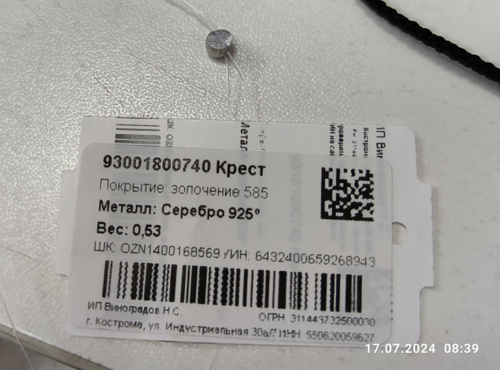 93001800740 Крест
Покрытие: золочение 585
Металл: Серебро 925°
Вес: 0,53
ШК: OZN1400168569 УИН: 6432400659268943
ИП Виноградов Н.С.
ОГРН 311443732500030
г. Кострома, ул. Индустриальная 30а/7 ИНН
17.07.2024 08:39